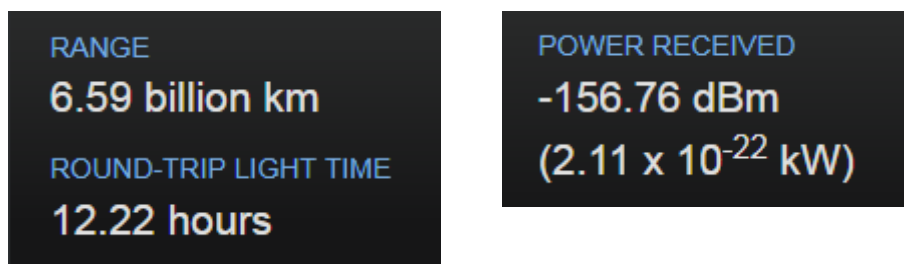 RANGE
6.59 billion km
ROUND-TRIP LIGHT TIME
12.22 hours
POWER RECEIVED
-156.76 dBm
(2.11 x 10⁻²² kW)